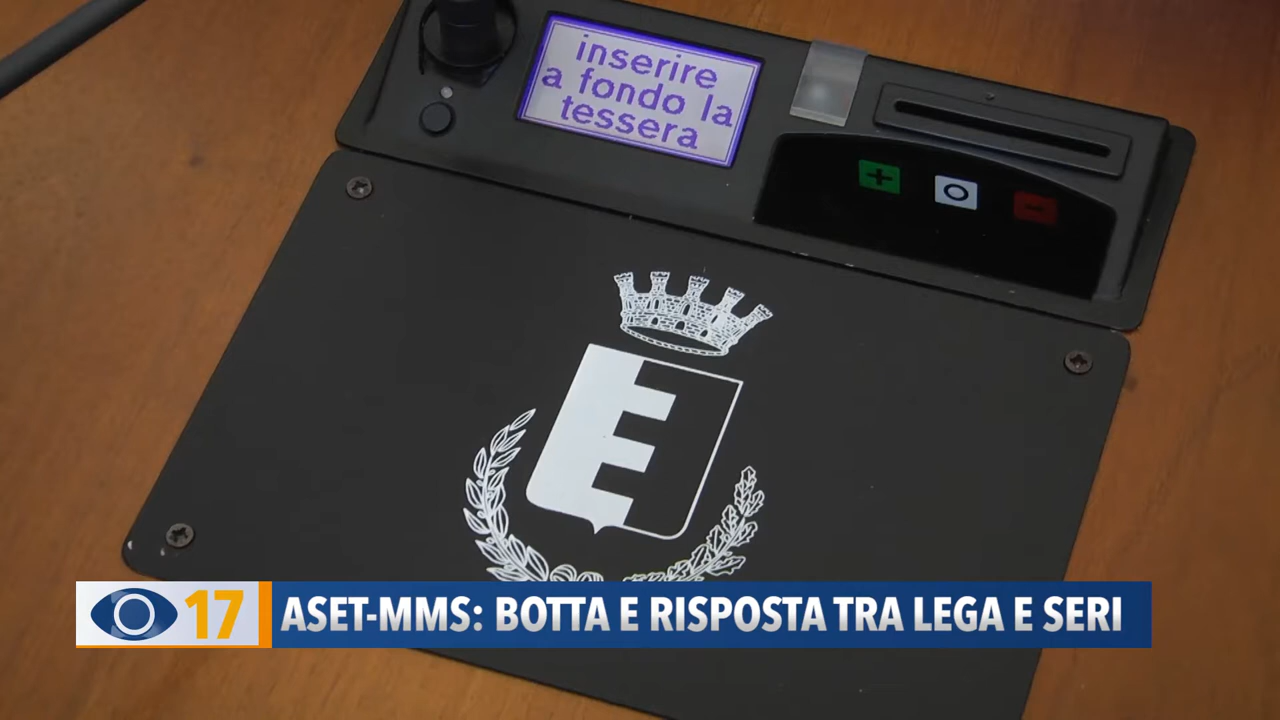 inserire
a fondo la
tessera
+
O
-
17
ASET-MMS: BOTTA E RISPOSTA TRA LEGA E SERI